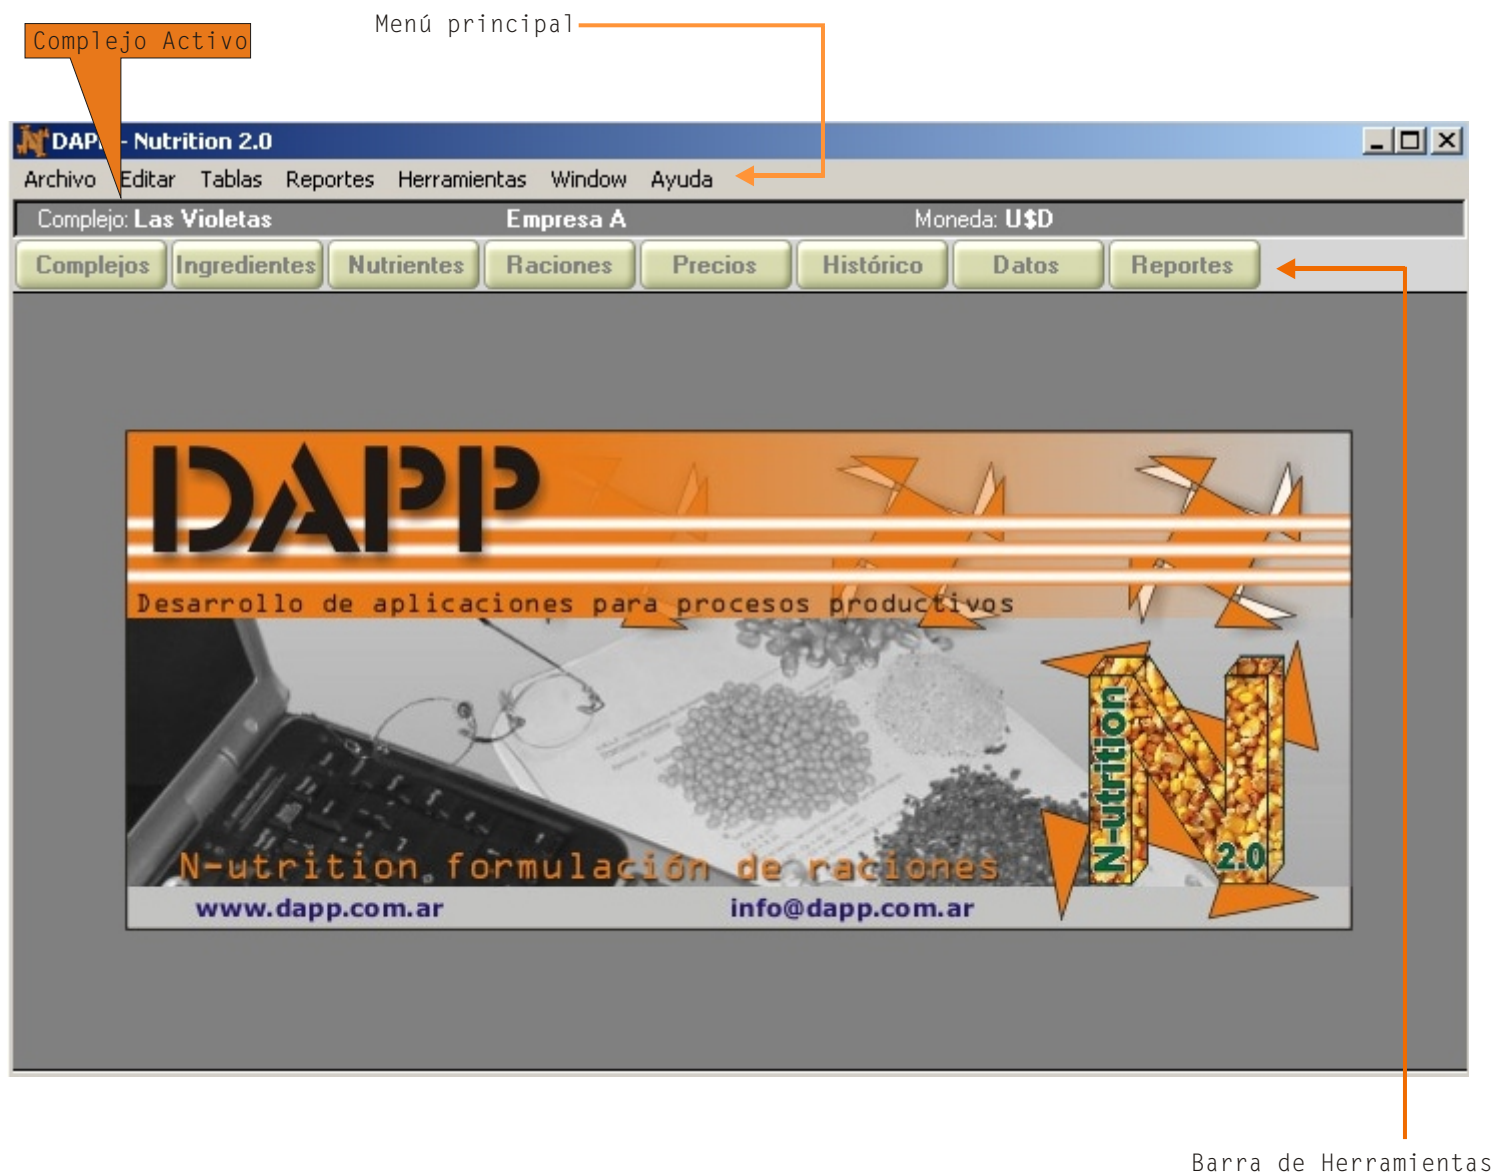 Menú principal
Complejo Activo
DAP - Nutrition 2.0
Archivo Editar Tablas Reportes Herramientas Window Ayuda
Complejo: Las Violetas Empresa A Moneda: U$D
Complejos Ingredientes Nutrientes Raciones Precios Histórico Datos Reportes
DAPP
Desarrollo de aplicaciones para procesos productivos
N-utrition
2.0
N-utrition formulación de raciones
www.dapp.com.ar info@dapp.com.ar
Barra de Herramientas